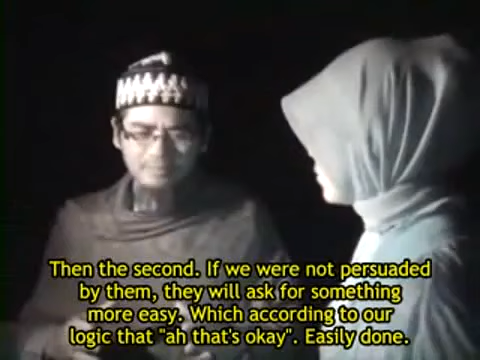 Then the second. If we were not persuaded
by them, they will ask for something
more easy. Which according to our
logic that "ah that's okay". Easily done.